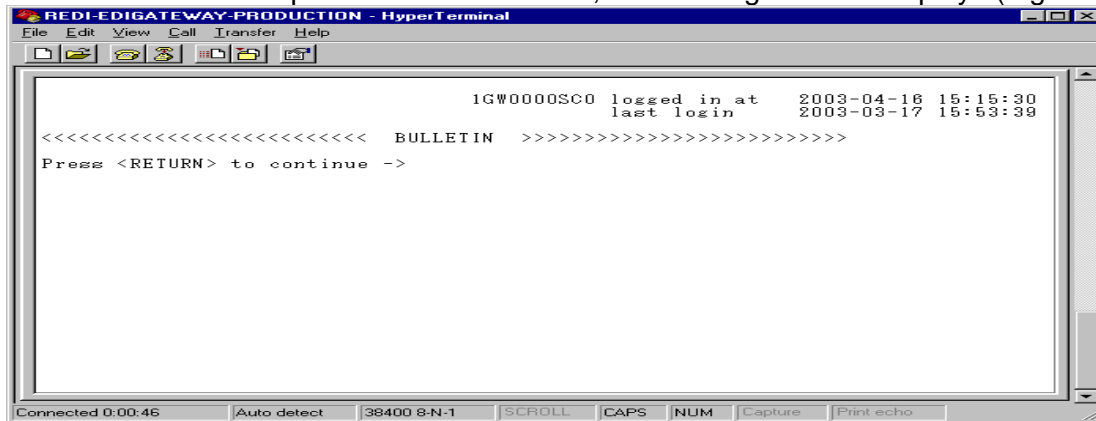 REDI-EDIGATEWAY-PRODUCTION - HyperTerminal
File Edit View Call Transfer Help
1GW0000SC0 logged in at 2003-04-16 15:15:30
last login 2003-03-17 15:53:39
<<<<<<<<<<<<<<<<<<<<<<<<<< BULLETIN >>>>>>>>>>>>>>>>>>>>>>>>>>
Press <RETURN> to continue ->
Connected 0:00:46 Auto detect 38400 8-N-1 SCROLL CAPS NUM Capture Print echo